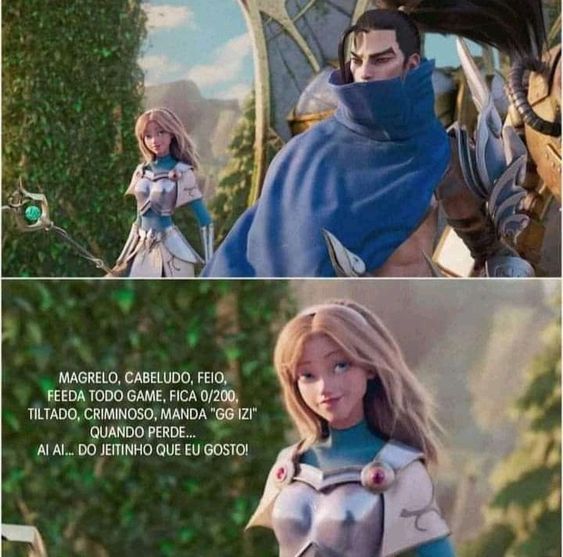 MAGRELO, CABELUDO, FEIO,
FEEDA TODO GAME, FICA 0/200,
TILTADO, CRIMINOSO, MANDA "GG IZI"
QUANDO PERDE...
AI AI... DO JEITINHO QUE EU GOSTO!